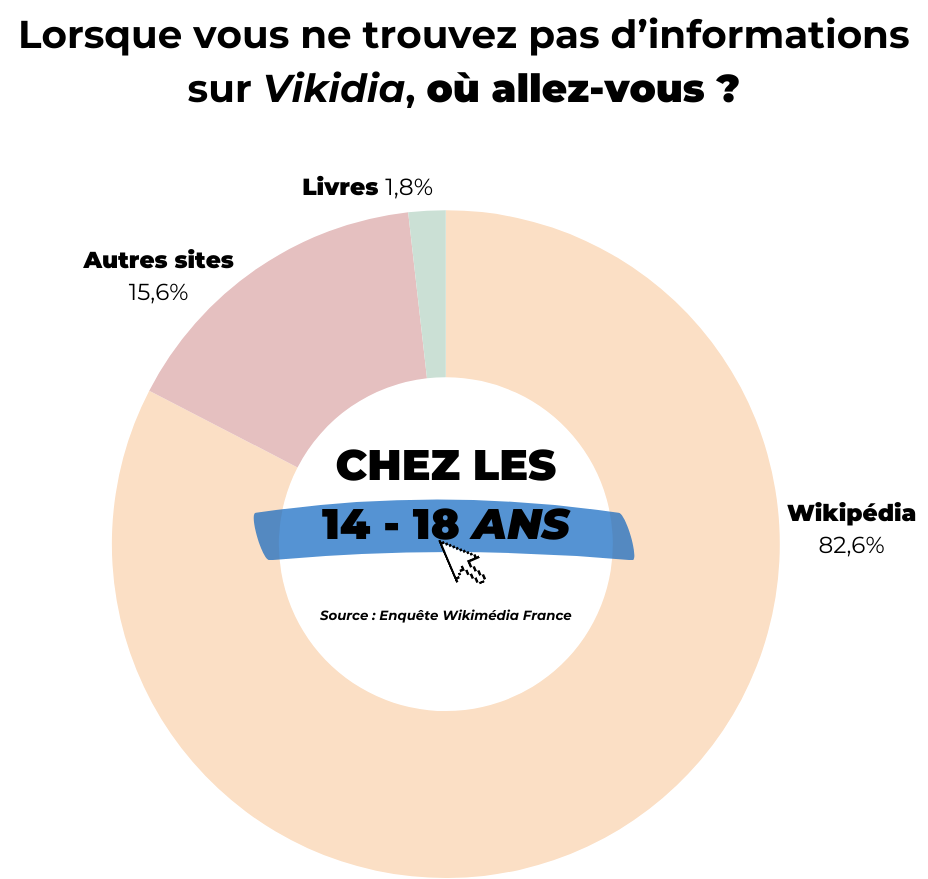 Lorsque vous ne trouvez pas d’informations
sur Vikidia, où allez-vous ?
Livres 1,8%
Autres sites
15,6%
CHEZ LES
14 - 18 ANS
Wikipédia
82,6%
Source : Enquête Wikimédia France